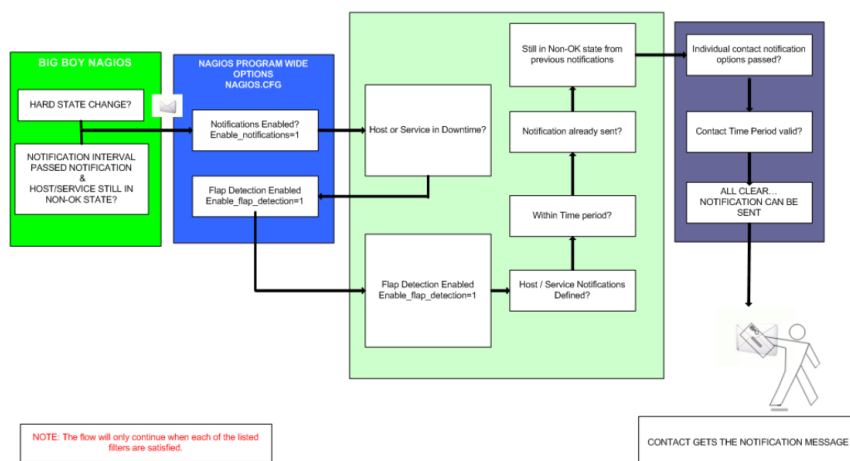 BIG BOY NAGIOS
HARD STATE CHANGE?
NOTIFICATION INTERVAL
PASSED NOTIFICATION
&
HOST/SERVICE STILL IN
NON-OK STATE?
NAGIOS PROGRAM WIDE
OPTIONS
NAGIOS.CFG
Notifications Enabled?
Enable_notifications=1
Flap Detection Enabled
Enable_flap_detection=1
Host or Service in Downtime?
Flap Detection Enabled
Enable_flap_detection=1
Host / Service Notifications
Defined?
Within Time period?
Notification already sent?
Still in Non-OK state from
previous notifications
Individual contact notification
options passed?
Contact Time Period valid?
ALL CLEAR...
NOTIFICATION CAN BE
SENT
NOTE: The flow will only continue when each of the listed
filters are satisfied.
CONTACT GETS THE NOTIFICATION MESSAGE